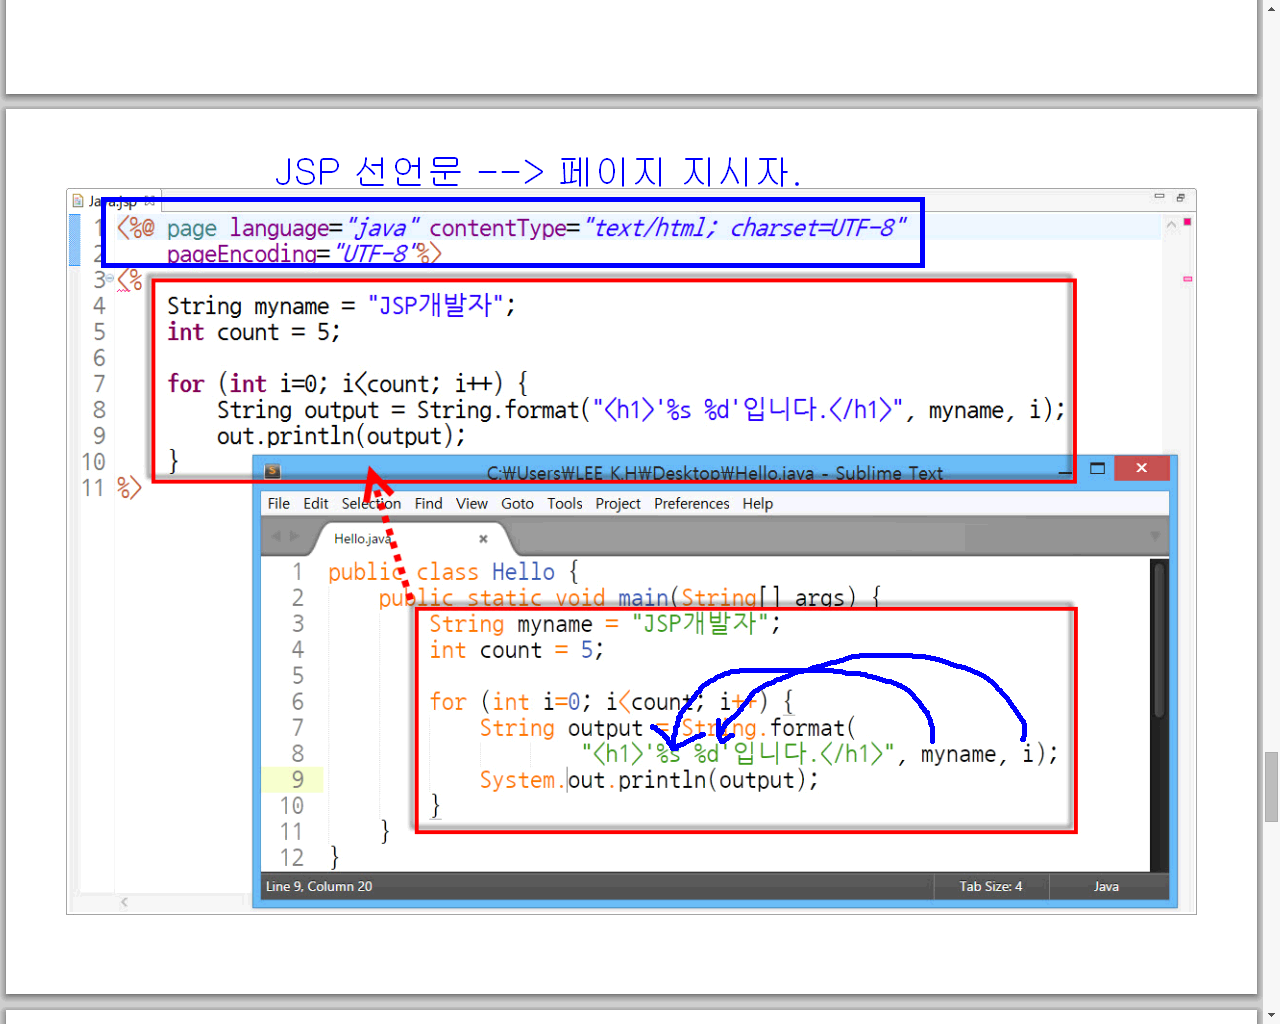 JSP 선언문 --> 페이지 지시자.
Java.jsp
1 <%@ page language="java" contentType="text/html; charset=UTF-8"
2 pageEncoding="UTF-8"%>
3 <%
4 String myname = "JSP개발자";
5 int count = 5;
6
7 for (int i=0; i<count; i++) {
8 String output = String.format("<h1>'%s %d'입니다.</h1>", myname, i);
9 out.println(output);
10 }
11 %>
C:\Users\LEE K.H\Desktop\Hello.java - Sublime Text
File Edit Selection Find View Goto Tools Project Preferences Help
Hello.java
1 public class Hello {
2 public static void main(String[] args) {
3 String myname = "JSP개발자";
4 int count = 5;
5
6 for (int i=0; i<count; i++) {
7 String output = String.format(
8 "<h1>'%s %d'입니다.</h1>", myname, i);
9 System.out.println(output);
10 }
11 }
12 }
Line 9, Column 20 Tab Size: 4 Java